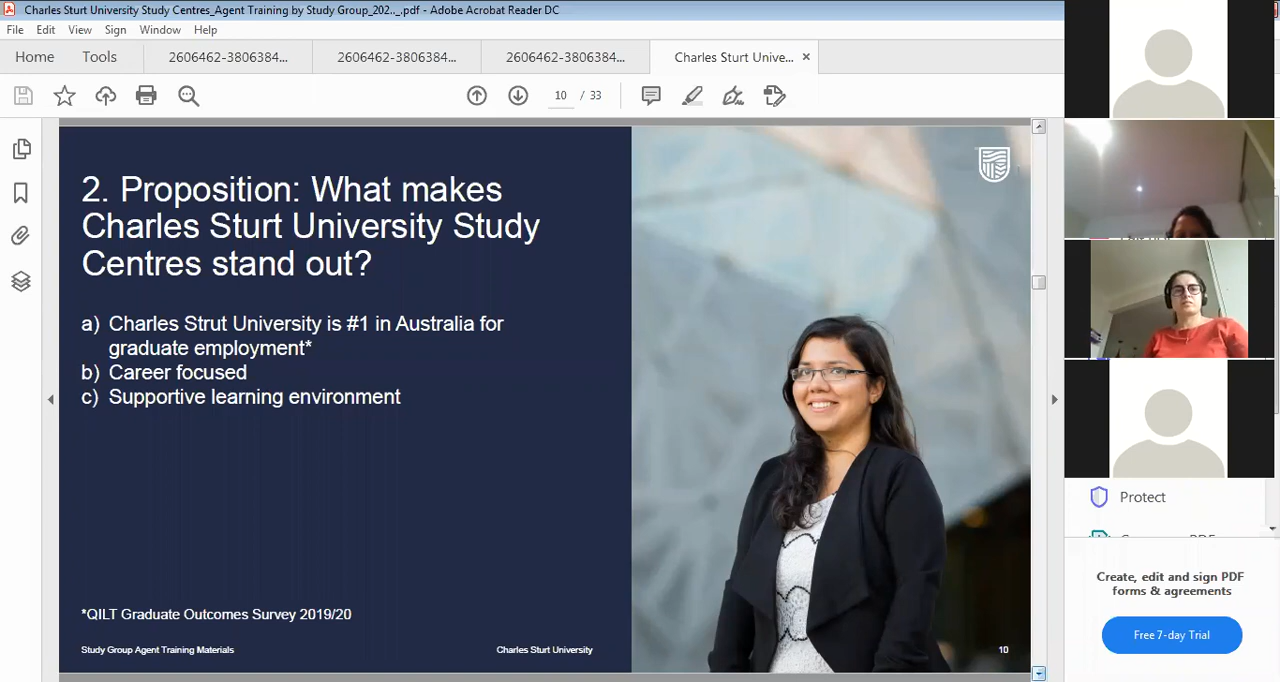 Charles Sturt University Study Centres_Agent Training by Study Group_202.._.pdf - Adobe Acrobat Reader DC
File Edit View Sign Window Help
Home Tools 2606462-3806384... 2606462-3806384... 2606462-3806384... Charles Sturt Unive... ×
10 / 33
2. Proposition: What makes
Charles Sturt University Study
Centres stand out?
a) Charles Strut University is #1 in Australia for
graduate employment*
b) Career focused
c) Supportive learning environment
*QILT Graduate Outcomes Survey 2019/20
Study Group Agent Training Materials Charles Sturt University 10
Protect
Create, edit and sign PDF
forms & agreements
Free 7-day Trial